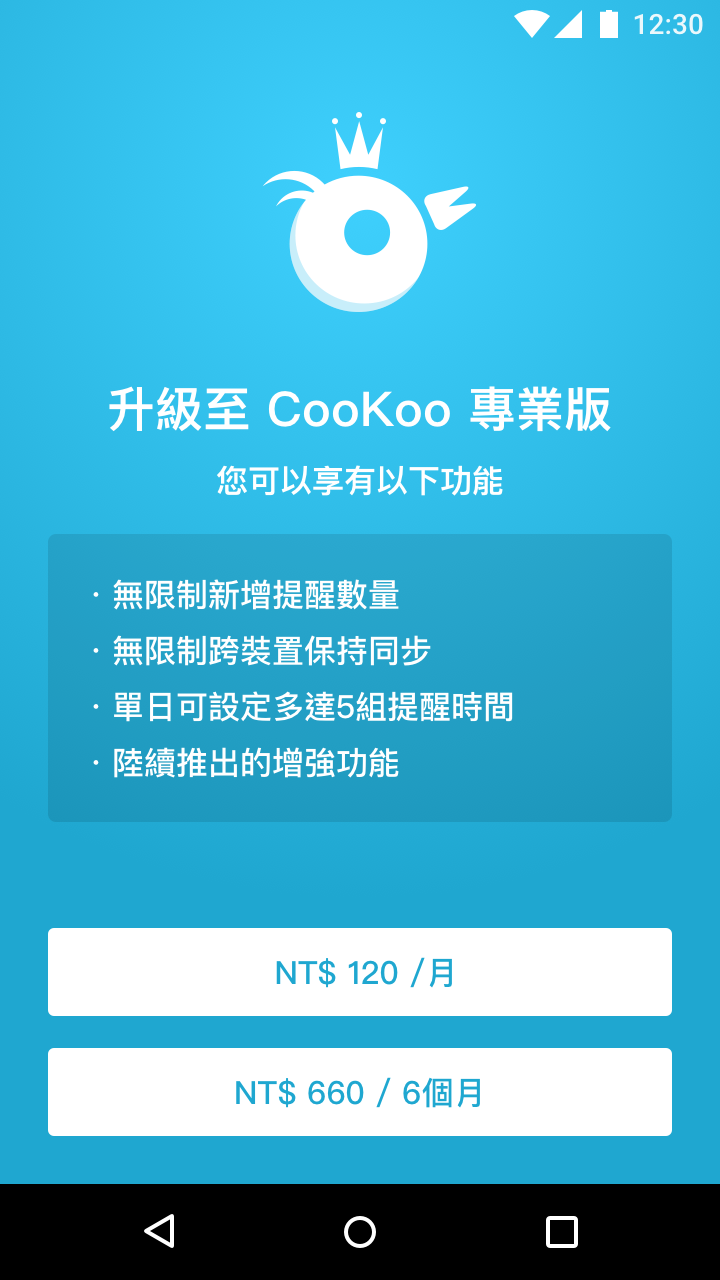 12:30
升級至 CooKoo 專業版
您可以享有以下功能
· 無限制新增提醒數量
· 無限制跨裝置保持同步
· 單日可設定多達5組提醒時間
· 陸續推出的增強功能
NT$ 120 /月
NT$ 660 / 6個月